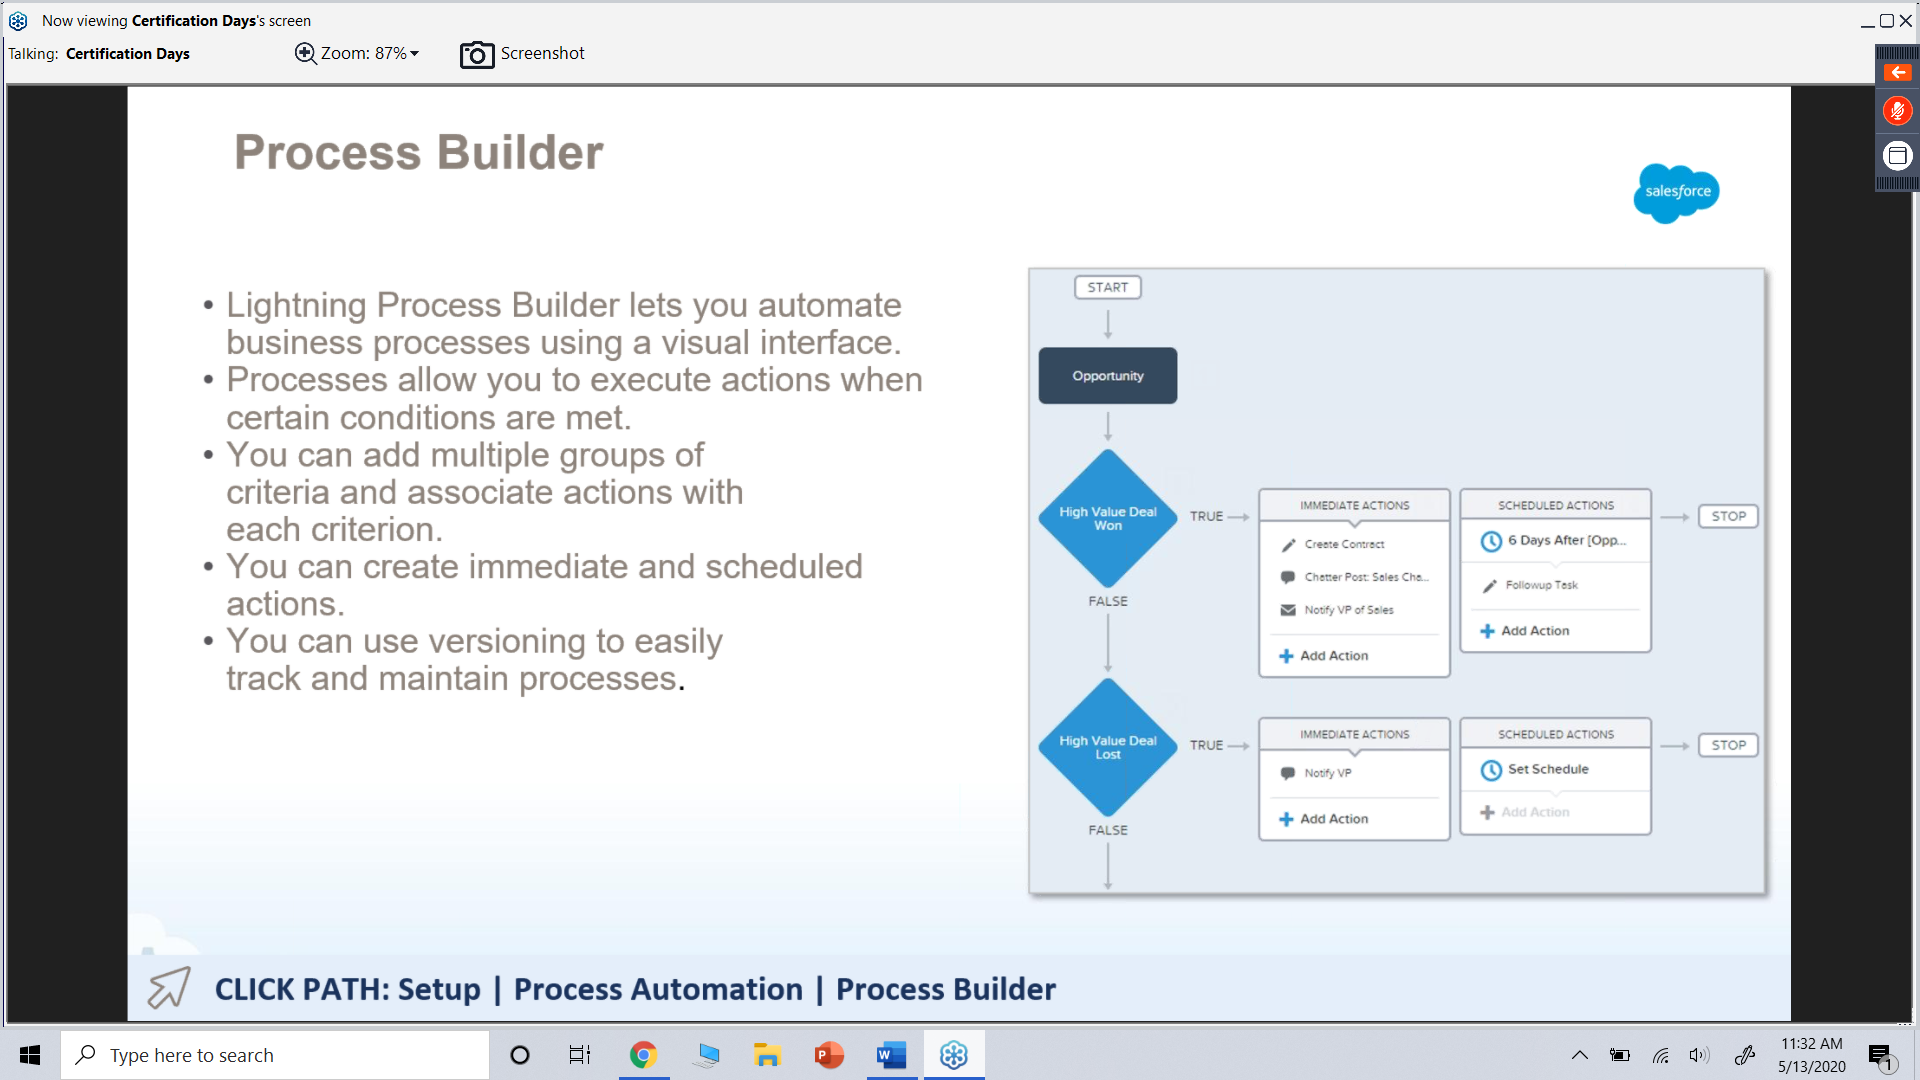 Now viewing Certification Days's screen
Talking: Certification Days
Zoom: 87%
Screenshot
Process Builder
salesforce
• Lightning Process Builder lets you automate
business processes using a visual interface.
• Processes allow you to execute actions when
certain conditions are met.
• You can add multiple groups of
criteria and associate actions with
each criterion.
• You can create immediate and scheduled
actions.
• You can use versioning to easily
track and maintain processes.
START
Opportunity
High Value Deal
Won
TRUE
IMMEDIATE ACTIONS
Create Contract
Chatter Post: Sales Cha...
Notify VP of Sales
Add Action
SCHEDULED ACTIONS
6 Days After [Opp...
Followup Task
Add Action
STOP
FALSE
High Value Deal
Lost
TRUE
IMMEDIATE ACTIONS
Notify VP
Add Action
SCHEDULED ACTIONS
Set Schedule
Add Action
STOP
FALSE
CLICK PATH: Setup | Process Automation | Process Builder
Type here to search
11:32 AM
5/13/2020
1